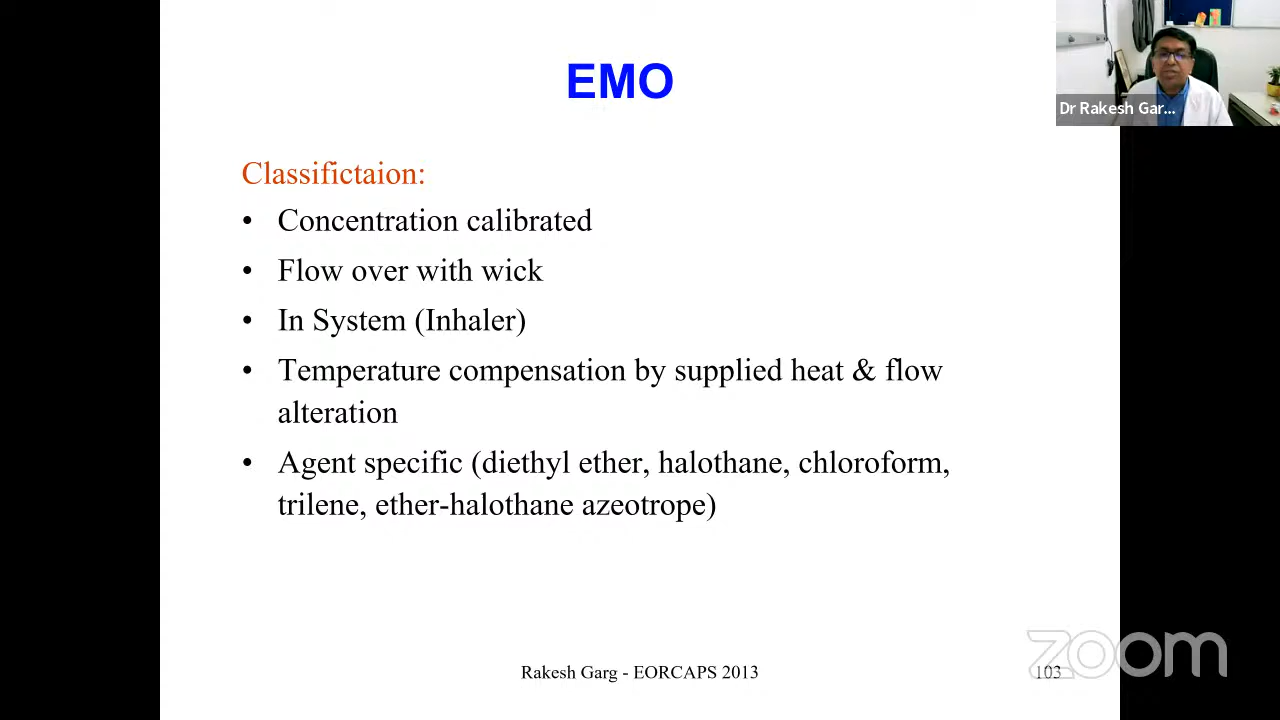 EMO
Dr Rakesh Gar...
Classifictaion:
• Concentration calibrated
• Flow over with wick
• In System (Inhaler)
• Temperature compensation by supplied heat & flow
alteration
• Agent specific (diethyl ether, halothane, chloroform,
trilene, ether-halothane azeotrope)
Rakesh Garg - EORCAPS 2013
103
zoom